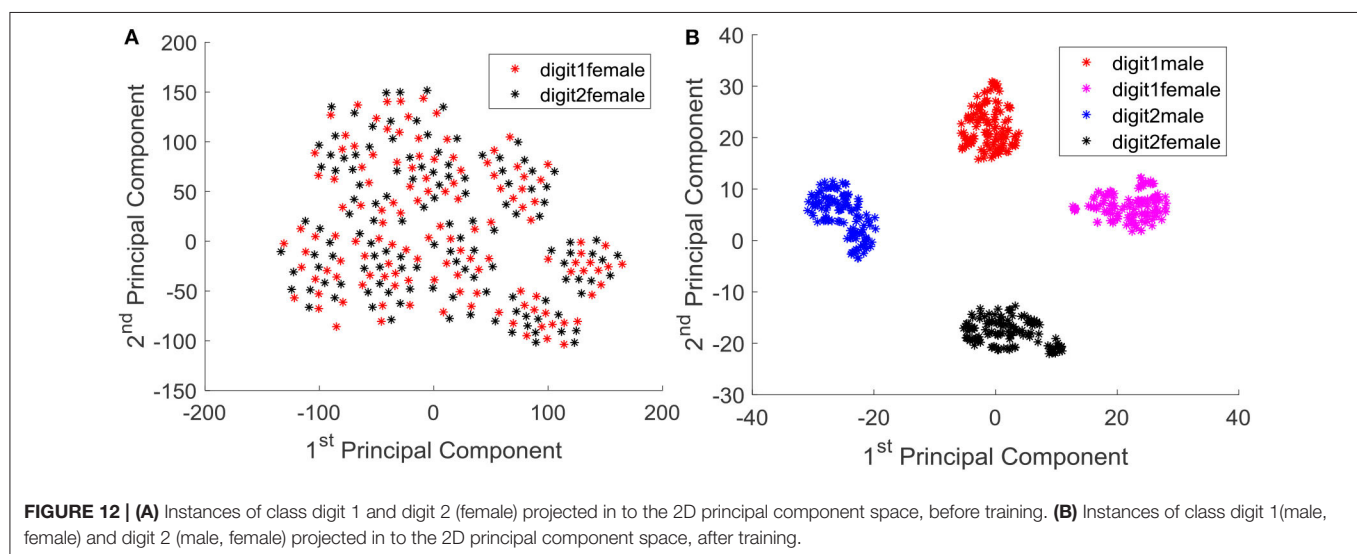 A
200
150
100
50
0
-50
-100
-150
2nd Principal Component
-200
-100
0
100
200
1st Principal Component
digit1female
digit2female
B
40
30
20
10
0
-10
-20
-30
2nd Principal Component
-40
-20
0
20
40
1st Principal Component
digit1male
digit1female
digit2male
digit2female
FIGURE 12 | (A) Instances of class digit 1 and digit 2 (female) projected in to the 2D principal component space, before training. (B) Instances of class digit 1(male,
female) and digit 2 (male, female) projected in to the 2D principal component space, after training.